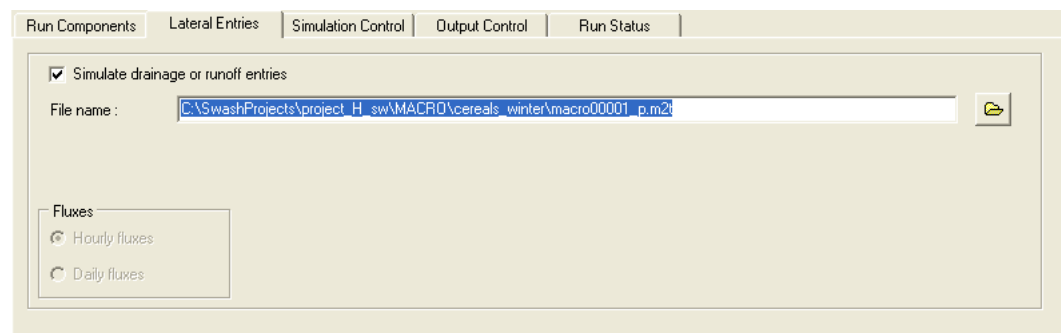 Run Components Lateral Entries Simulation Control Output Control Run Status
Simulate drainage or runoff entries
File name : C:\SwashProjects\project_H_sw\MACRO\cereals_winter\macro00001_p.m2t
Fluxes
Hourly fluxes
Daily fluxes